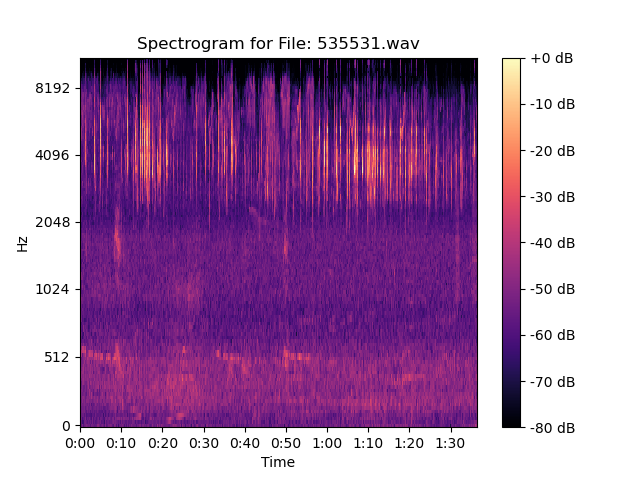 Spectrogram for File: 535531.wav
Hz
8192
4096
2048
1024
512
0
0:00 0:10 0:20 0:30 0:40 0:50 1:00 1:10 1:20 1:30
Time
+0 dB
-10 dB
-20 dB
-30 dB
-40 dB
-50 dB
-60 dB
-70 dB
-80 dB